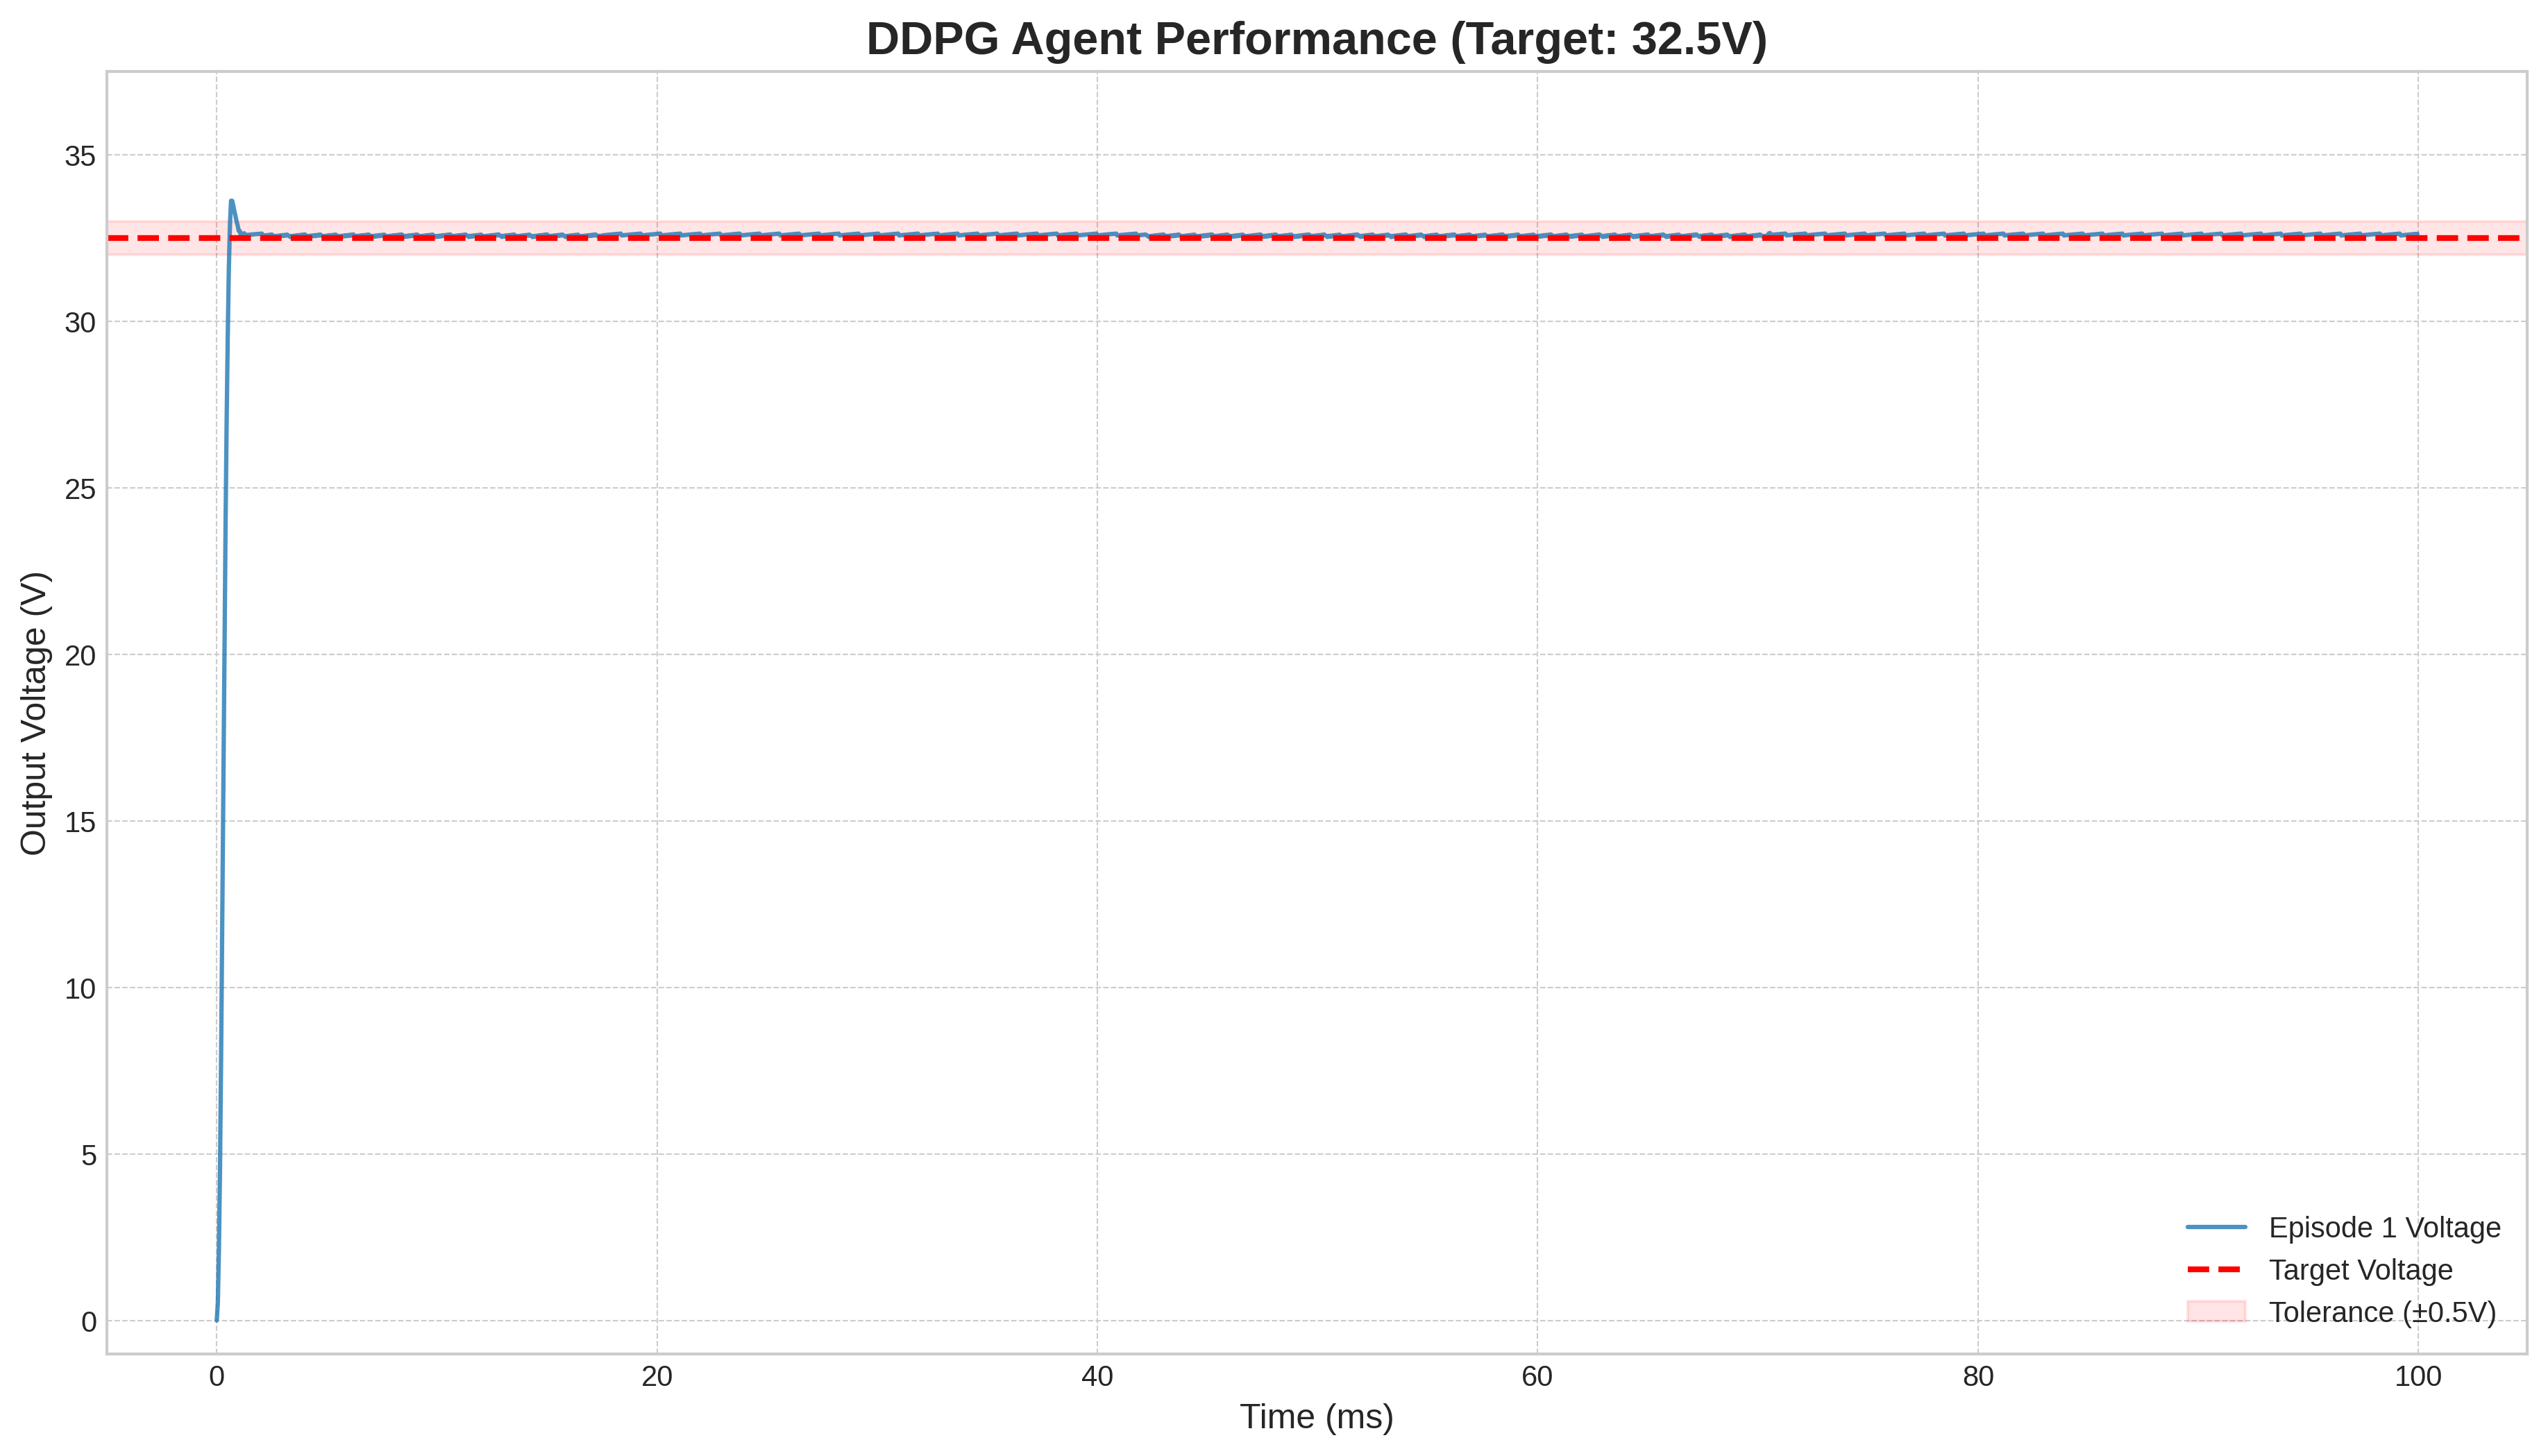 DDPG Agent Performance (Target: 32.5V)
Output Voltage (V)
35
30
25
20
15
10
5
0
0 20 40 60 80 100
Time (ms)
Episode 1 Voltage
Target Voltage
Tolerance (±0.5V)